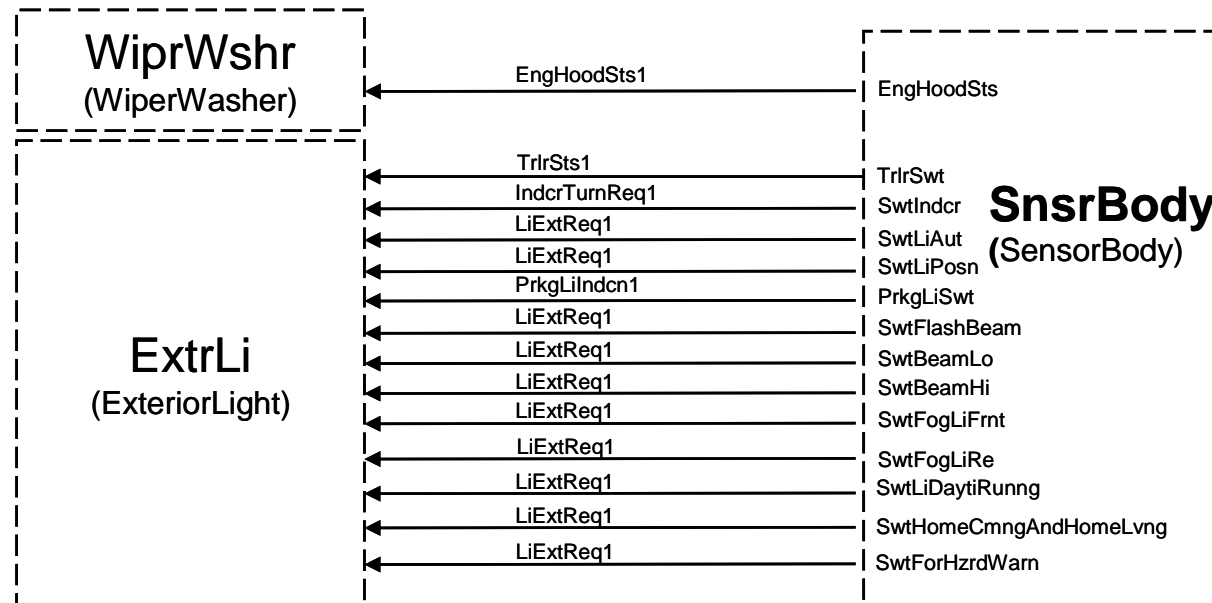 WiprWshr
(WiperWasher)
EngHoodSts1
EngHoodSts
TrlrSts1
TrlrSwt
IndcrTurnReq1
SwtIndcr
SnsrBody
(SensorBody)
LiExtReq1
SwtLiAut
LiExtReq1
SwtLiPosn
PrkgLiIndcn1
PrkgLiSwt
LiExtReq1
SwtFlashBeam
ExtrLi
(ExteriorLight)
LiExtReq1
SwtBeamLo
LiExtReq1
SwtBeamHi
LiExtReq1
SwtFogLiFrnt
LiExtReq1
SwtFogLiRe
LiExtReq1
SwtLiDaytiRunng
LiExtReq1
SwtHomeCmngAndHomeLvng
LiExtReq1
SwtForHzrdWarn